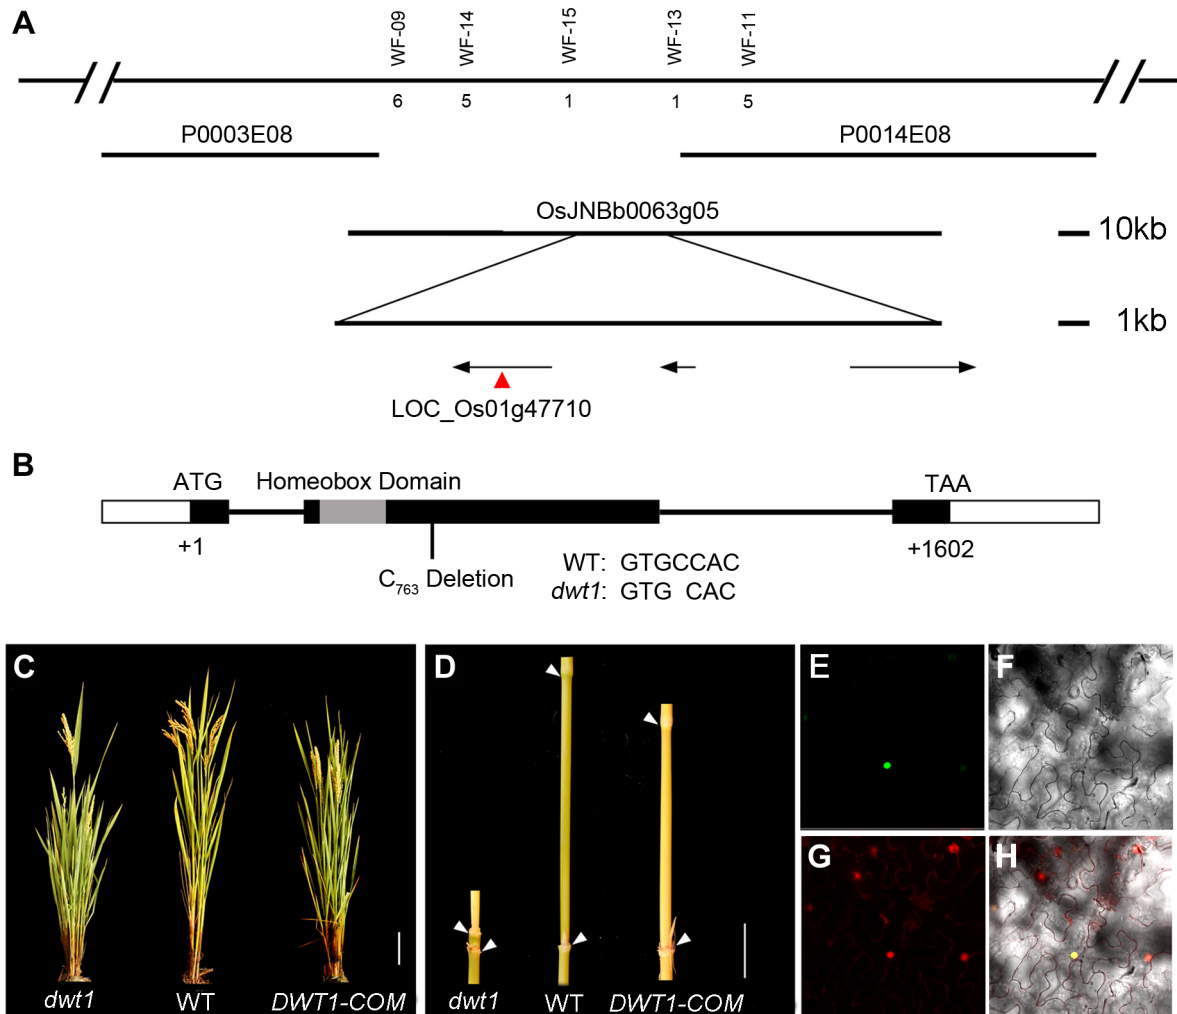 A
WF-09
WF-14
WF-15
WF-13
WF-11
6 5 1 1 5
P0003E08
P0014E08
OsJNBb0063g05
10kb
1kb
LOC_Os01g47710
B
ATG
Homeobox Domain
TAA
+1
+1602
C763 Deletion
WT: GTGCCAC
dwt1: GTG CAC
C
dwt1 WT DWT1-COM
D
dwt1 WT DWT1-COM
E
F
G
H